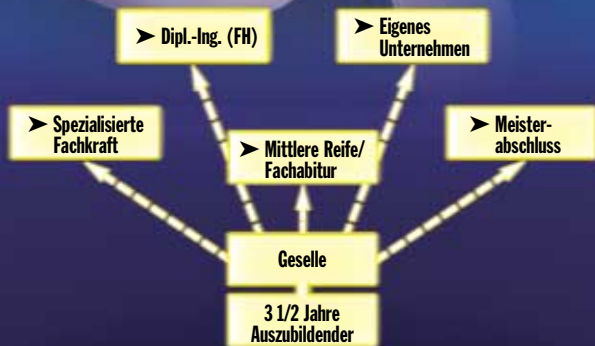 ➤ Dipl.-Ing. (FH)
➤ Eigenes
Unternehmen
➤ Spezialisierte
Fachkraft
➤ Mittlere Reife/
Fachabitur
➤ Meister-
abschluss
Geselle
3 1/2 Jahre
Auszubildender